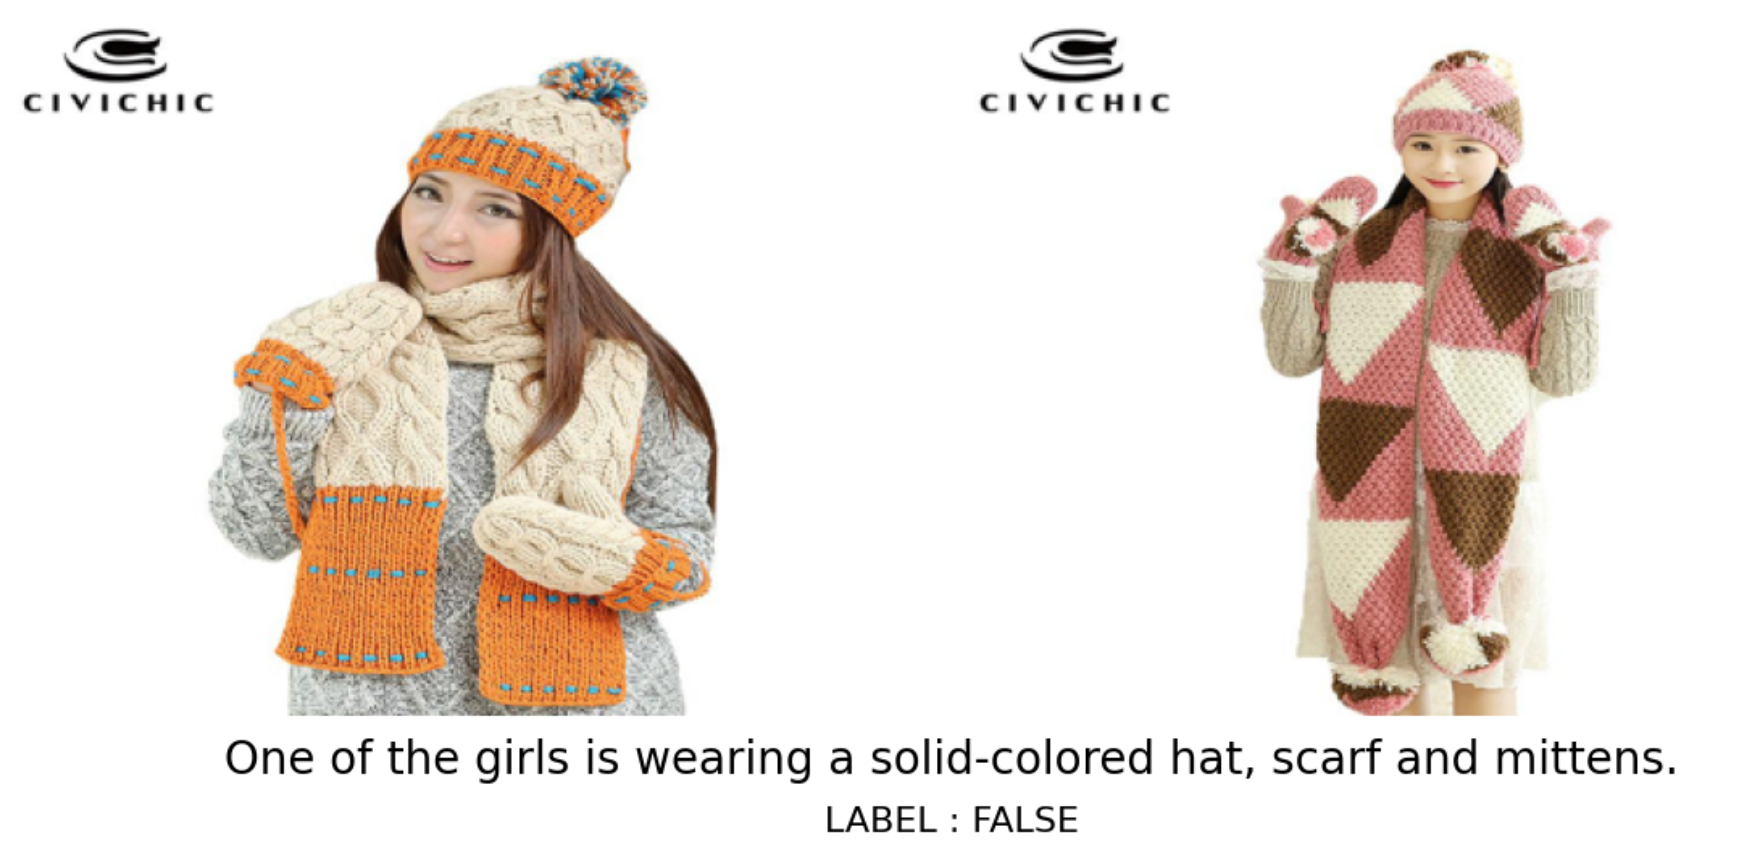 CIVICHIC
CIVICHIC
One of the girls is wearing a solid-colored hat, scarf and mittens.
LABEL : FALSE